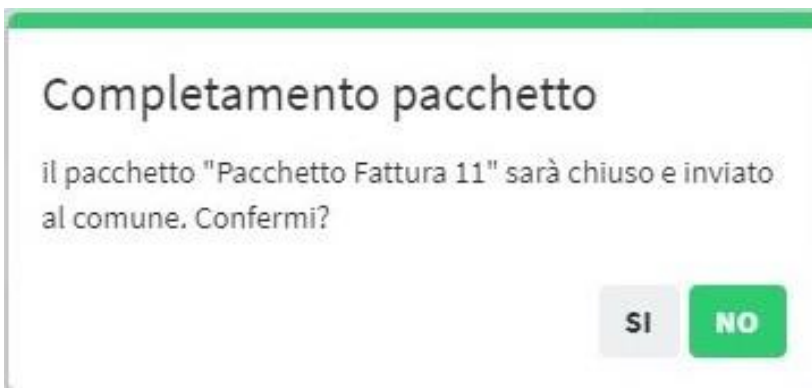 Completamento pacchetto
il pacchetto "Pacchetto Fattura 11" sarà chiuso e inviato
al comune. Confermi?
SI NO